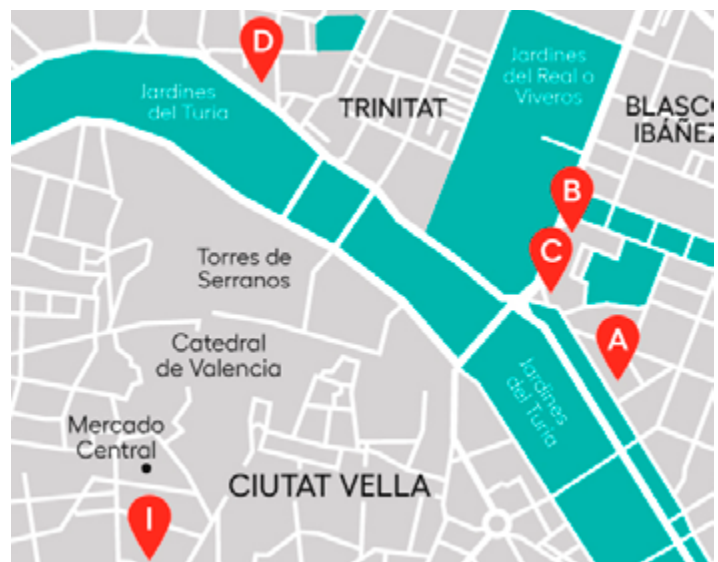 D
Jardines
del Turia
TRINITAT
Jardines
del Real o
Viveros
BLASCO
IBÁÑEZ
B
C
Torres de
Serranos
A
Catedral
de Valencia
Jardines
del Turia
Mercado
Central
CIUTAT VELLA
I